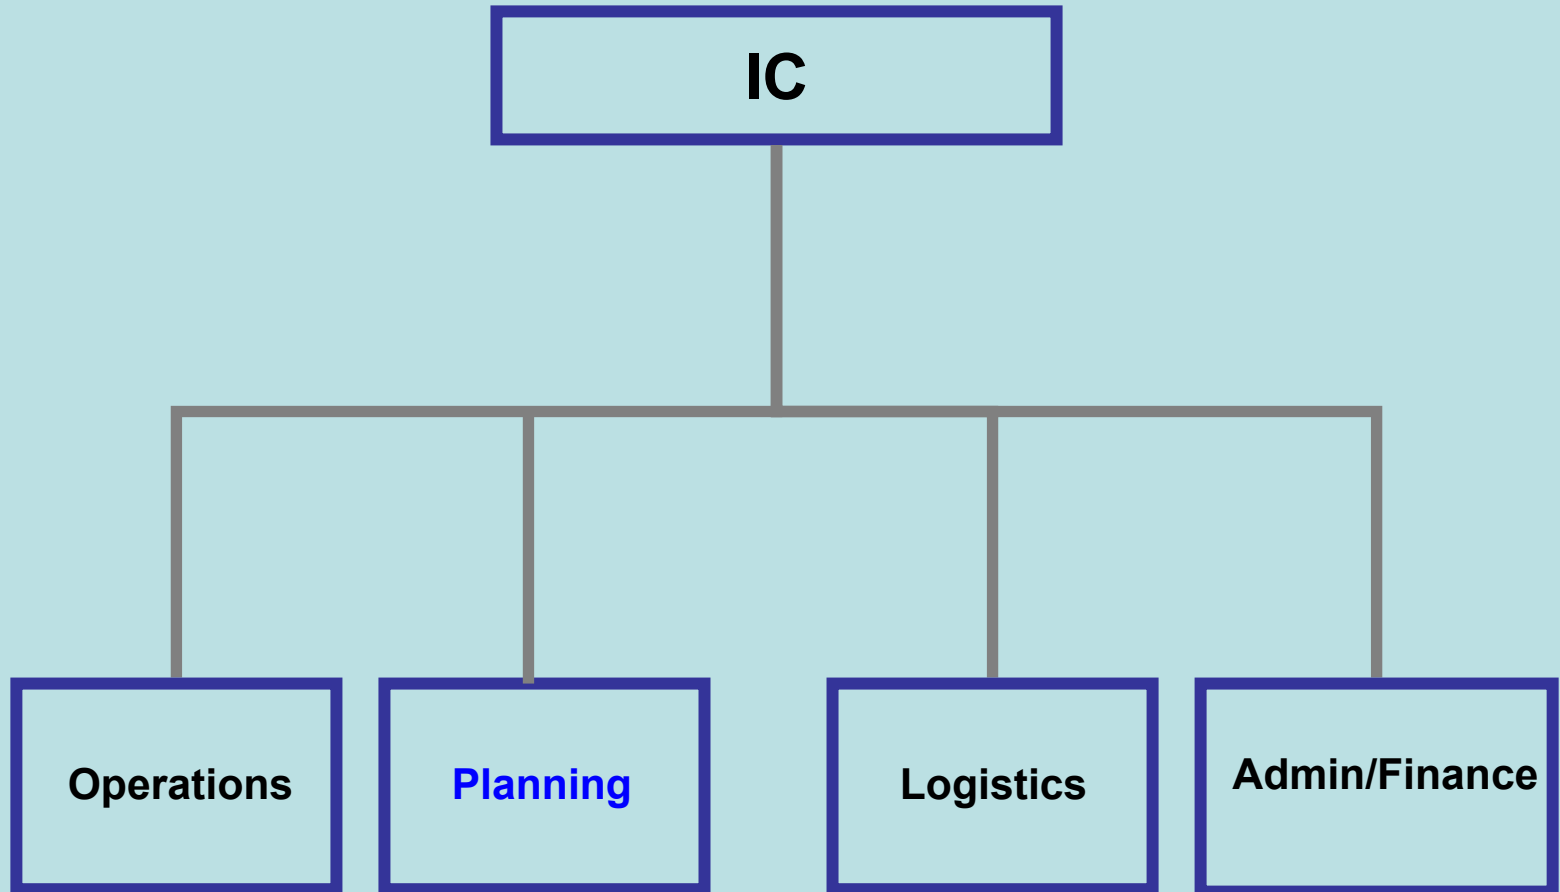 IC
Operations
Planning
Logistics
Admin/Finance